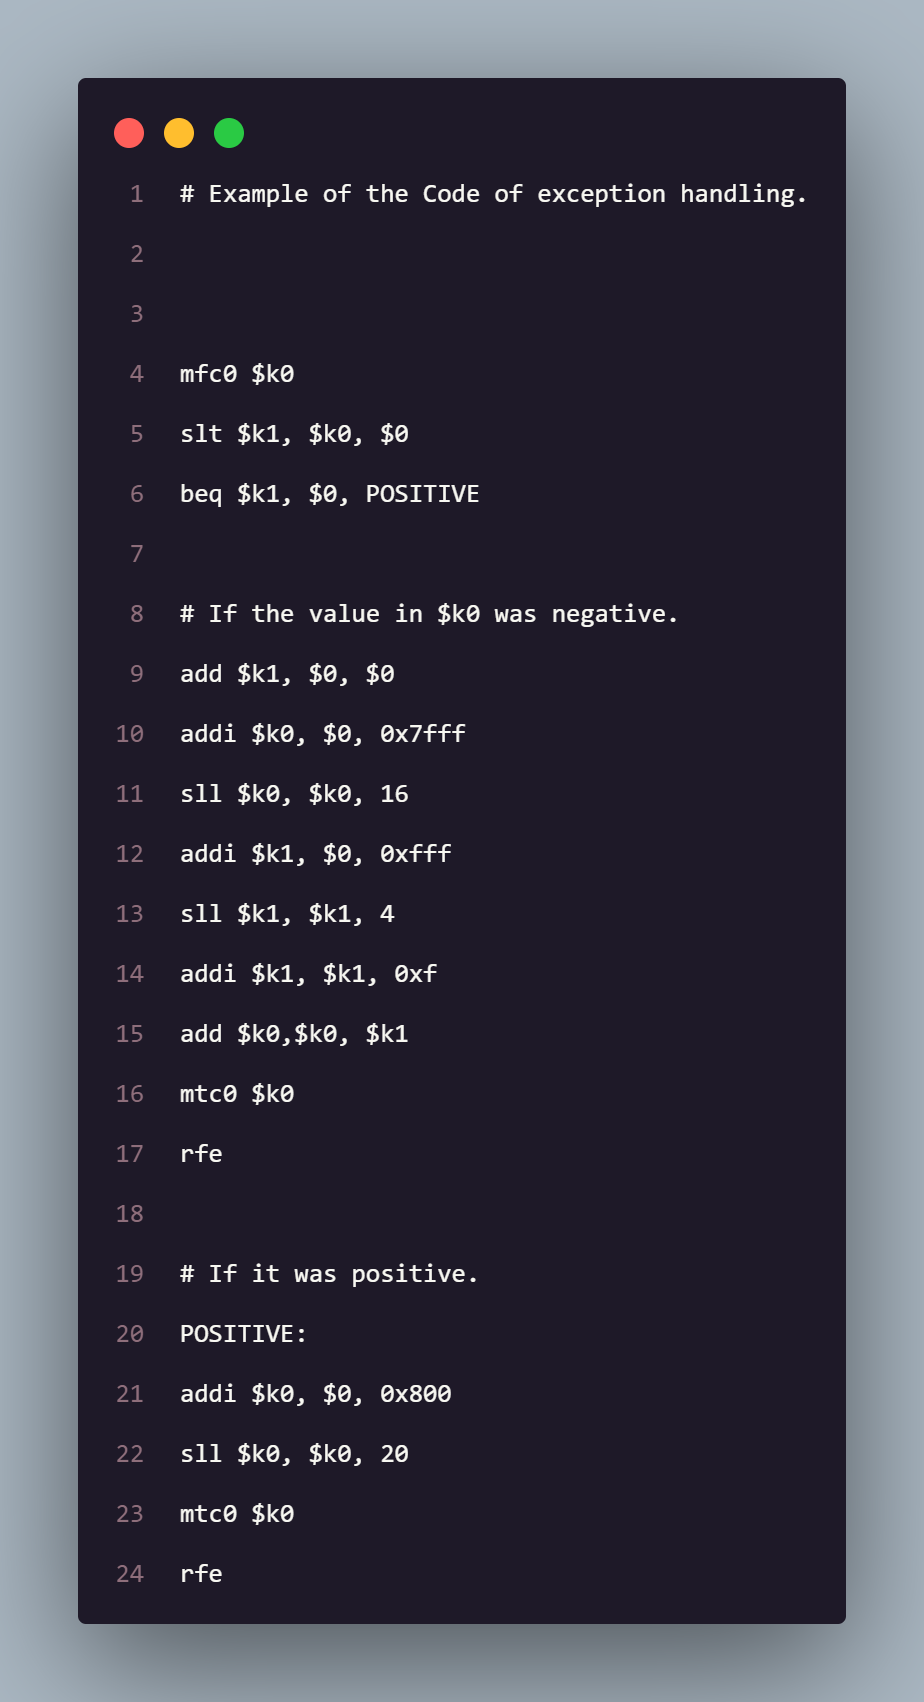 1 # Example of the Code of exception handling.
2
3
4 mfc0 $k0
5 slt $k1, $k0, $0
6 beq $k1, $0, POSITIVE
7
8 # If the value in $k0 was negative.
9 add $k1, $0, $0
10 addi $k0, $0, 0x7fff
11 sll $k0, $k0, 16
12 addi $k1, $0, 0xfff
13 sll $k1, $k1, 4
14 addi $k1, $k1, 0xf
15 add $k0,$k0, $k1
16 mtc0 $k0
17 rfe
18
19 # If it was positive.
20 POSITIVE:
21 addi $k0, $0, 0x800
22 sll $k0, $k0, 20
23 mtc0 $k0
24 rfe